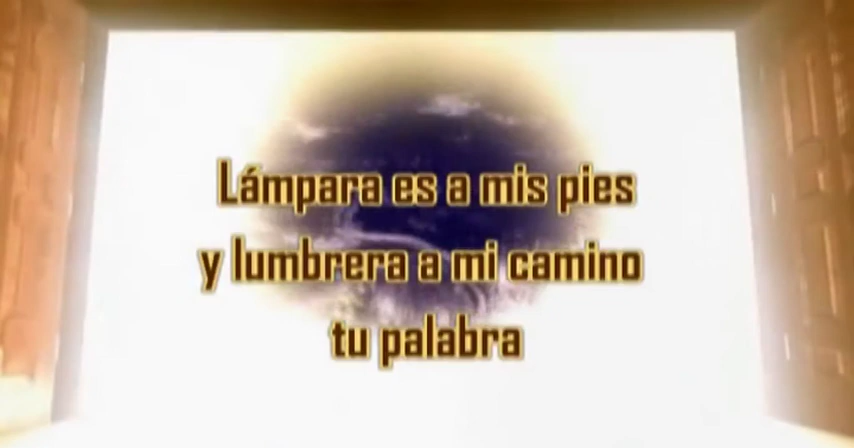 Lámpara es a mis pies
y lumbrera a mi camino
tu palabra